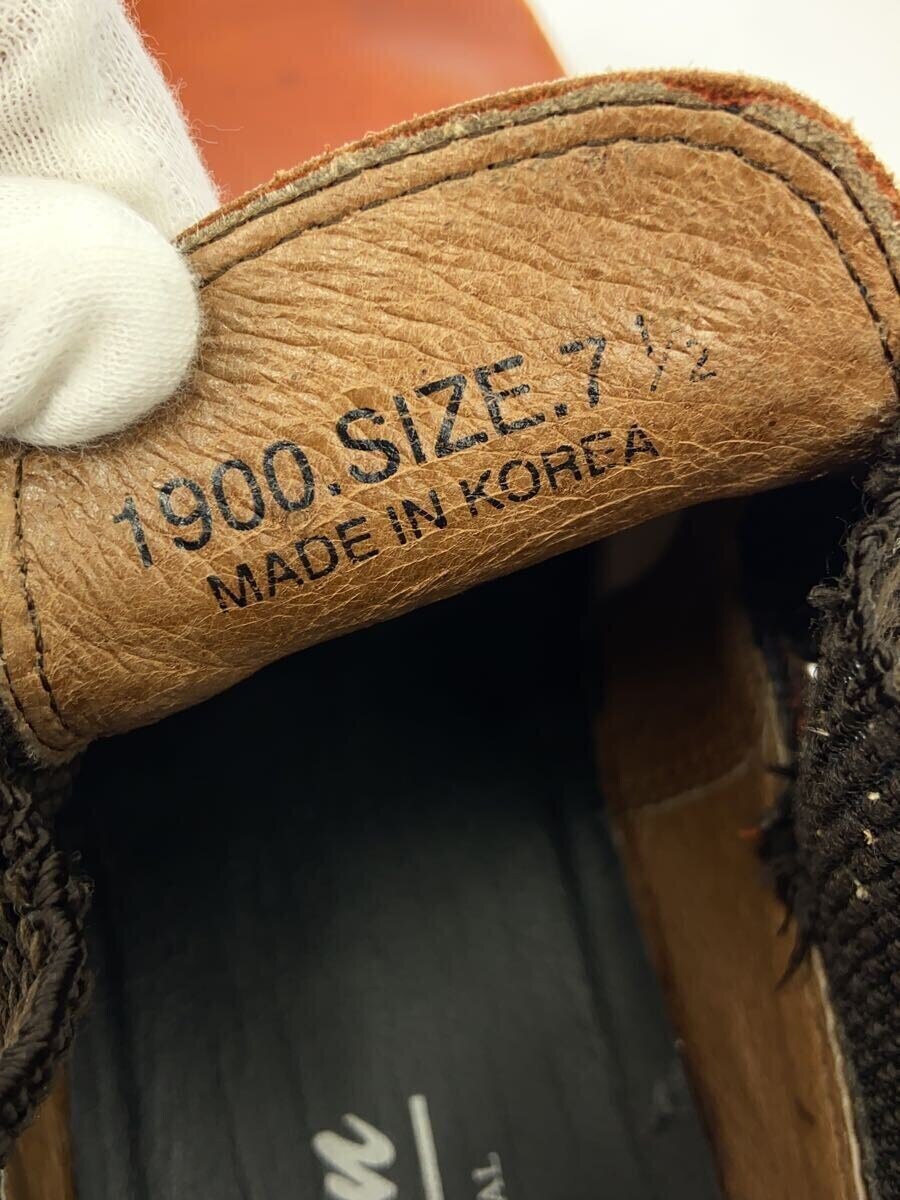 1900.SIZE.7 1/2
MADE IN KOREA